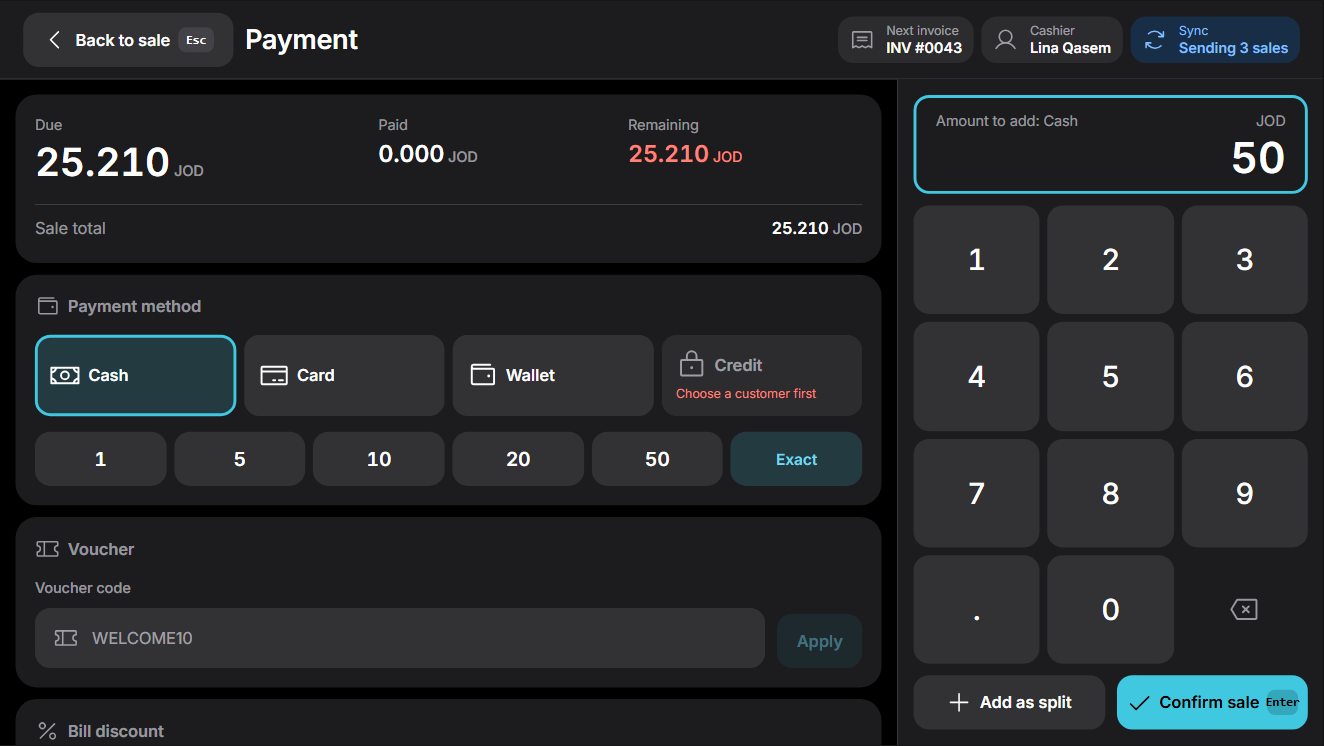 Back to sale Esc
Payment
Next invoice
INV #0043
Cashier
Lina Qasem
Sync
Sending 3 sales
Due
25.210 JOD
Paid
0.000 JOD
Remaining
25.210 JOD
Sale total 25.210 JOD
Payment method
Cash
Card
Wallet
Credit
Choose a customer first
1 5 10 20 50 Exact
Voucher
Voucher code
WELCOME10
Apply
% Bill discount
Amount to add: Cash JOD
50
1 2 3
4 5 6
7 8 9
. 0
Add as split
Confirm sale Enter